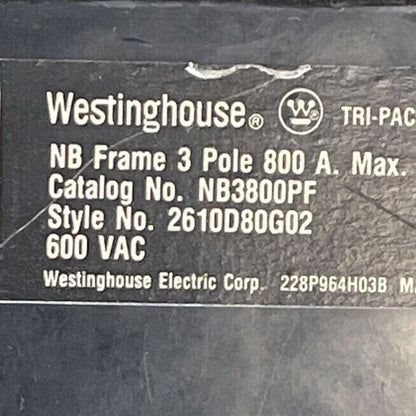 Westinghouse® W® TRI-PAC
NB Frame 3 Pole 800 A. Max.
Catalog No. NB3800PF
Style No. 2610D80G02
600 VAC
Westinghouse Electric Corp. 228P964H03B